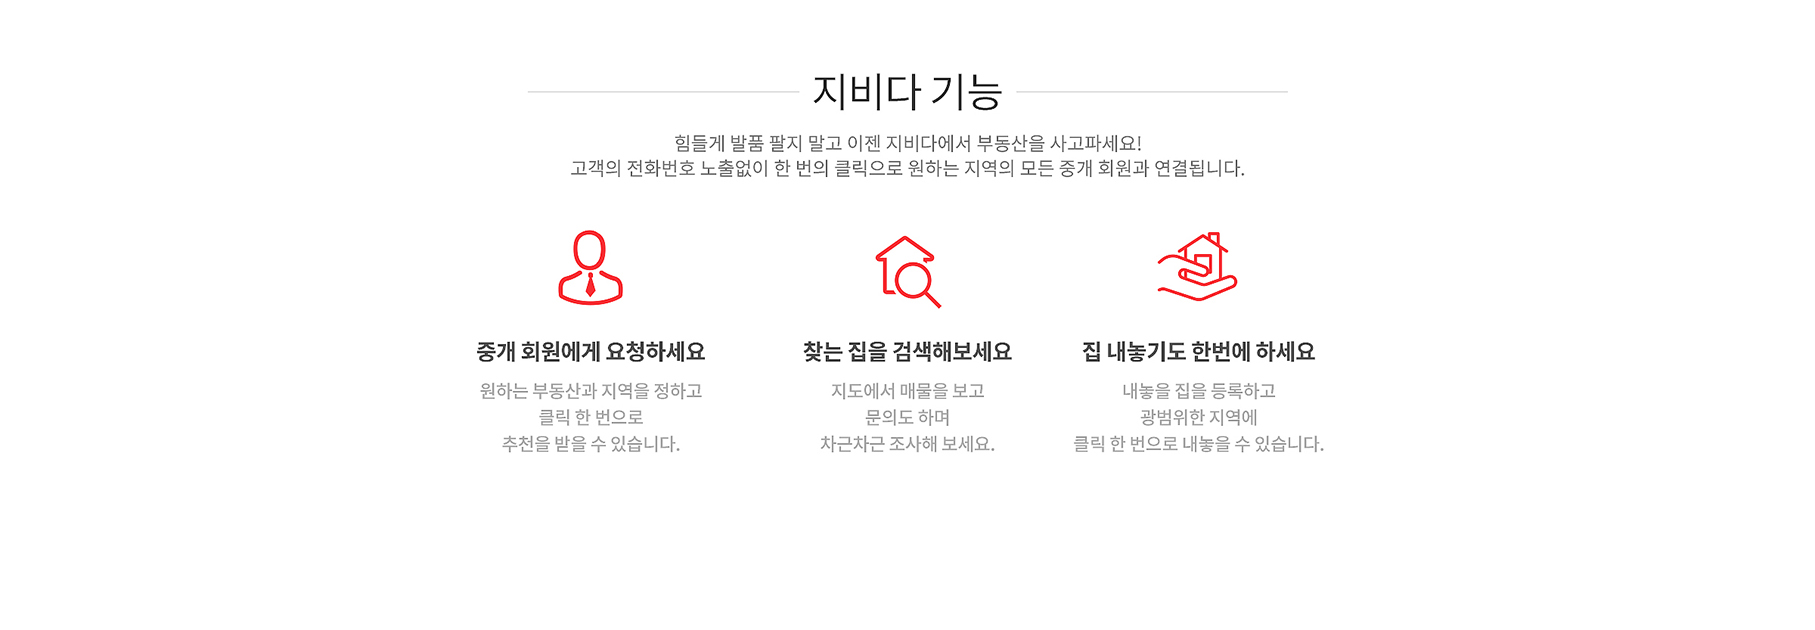 지비다 기능
힘들게 발품 팔지 말고 이젠 지비다에서 부동산을 사고파세요!
고객의 전화번호 노출없이 한 번의 클릭으로 원하는 지역의 모든 중개 회원과 연결됩니다.
중개 회원에게 요청하세요
원하는 부동산과 지역을 정하고
클릭 한 번으로
추천을 받을 수 있습니다.
찾는 집을 검색해보세요
지도에서 매물을 보고
문의도 하며
차근차근 조사해 보세요.
집 내놓기도 한번에 하세요
내놓을 집을 등록하고
광범위한 지역에
클릭 한 번으로 내놓을 수 있습니다.